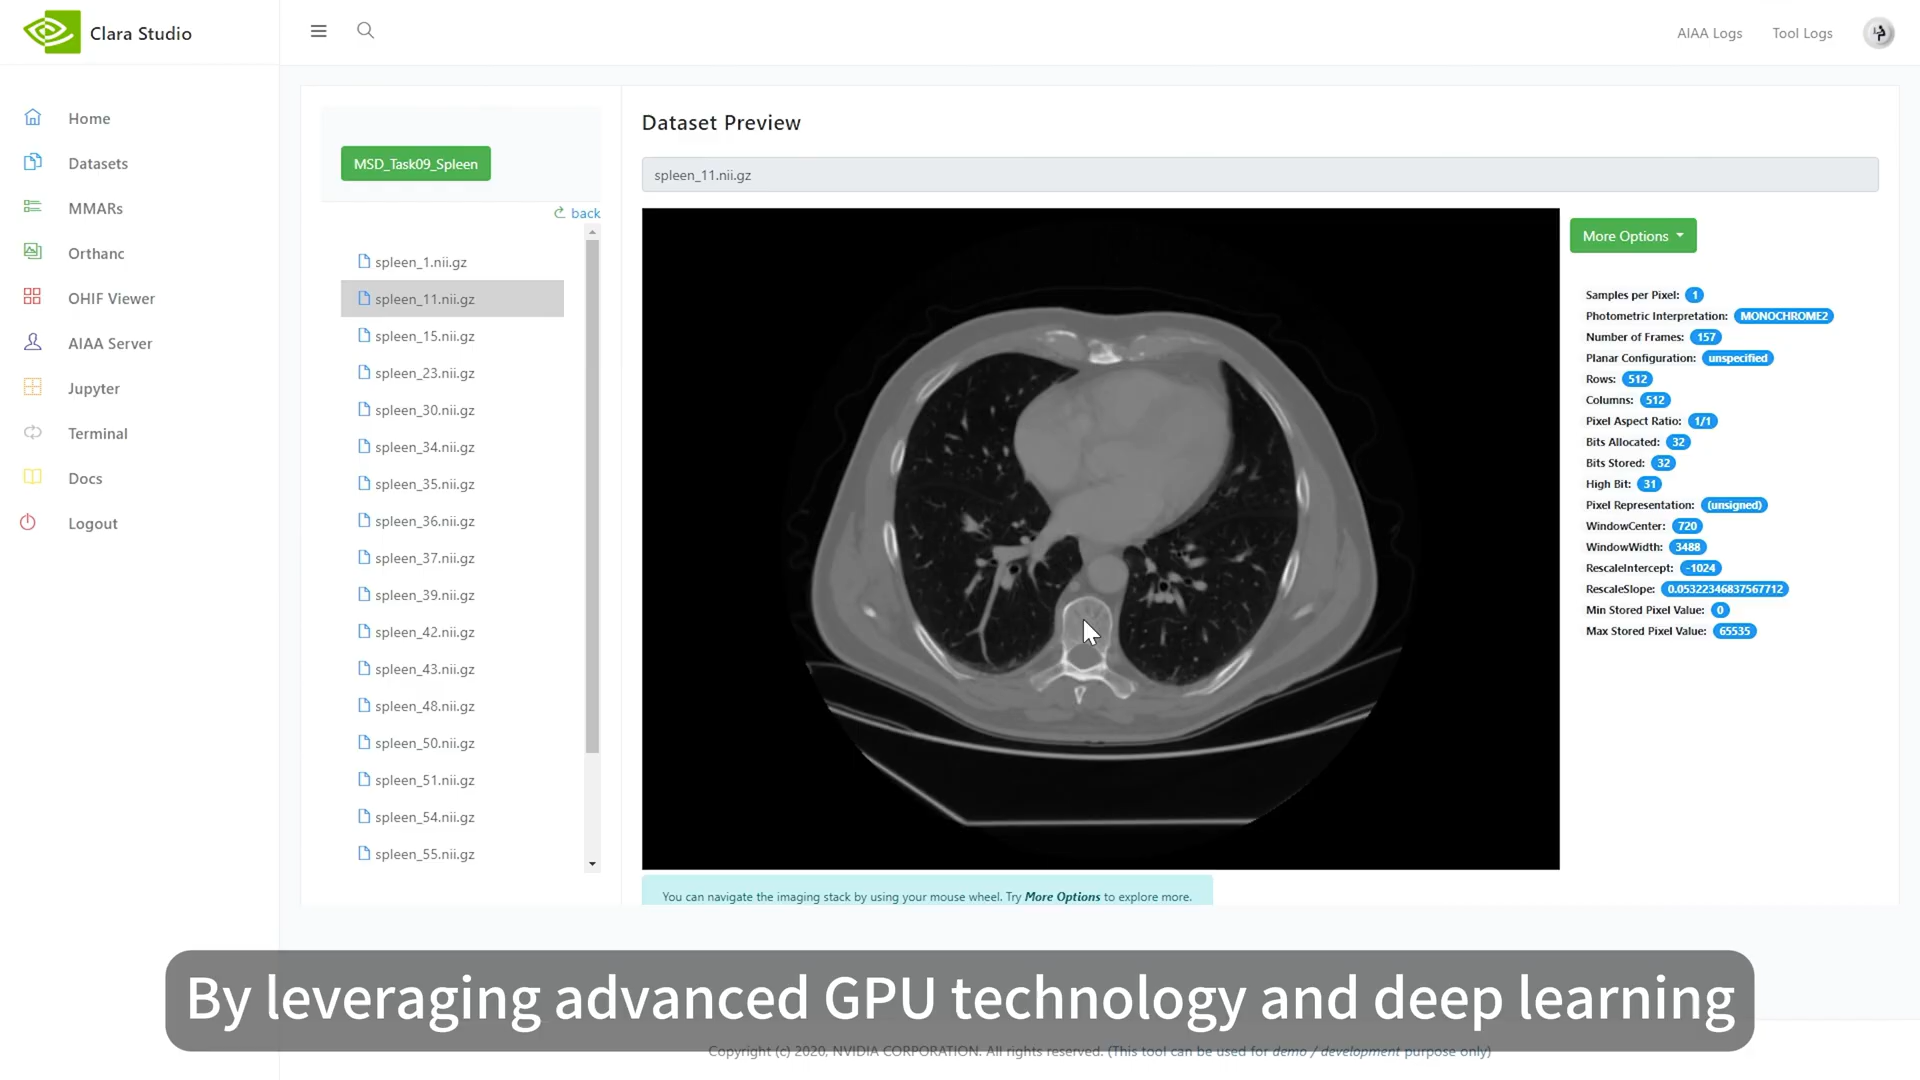 Clara Studio
AIAA Logs
Tool Logs
Home
Datasets
MMARs
Orthanc
OHIF Viewer
AIAA Server
Jupyter
Terminal
Docs
Logout
MSD_Task09_Spleen
back
spleen_1.nii.gz
spleen_11.nii.gz
spleen_15.nii.gz
spleen_23.nii.gz
spleen_30.nii.gz
spleen_34.nii.gz
spleen_35.nii.gz
spleen_36.nii.gz
spleen_37.nii.gz
spleen_39.nii.gz
spleen_42.nii.gz
spleen_43.nii.gz
spleen_48.nii.gz
spleen_50.nii.gz
spleen_51.nii.gz
spleen_54.nii.gz
spleen_55.nii.gz
Dataset Preview
spleen_11.nii.gz
More Options
Samples per Pixel: 1
Photometric Interpretation: MONOCHROME2
Number of Frames: 157
Planar Configuration: unspecified
Rows: 512
Columns: 512
Pixel Aspect Ratio: 1/1
Bits Allocated: 32
Bits Stored: 32
High Bit: 31
Pixel Representation: (unsigned)
WindowCenter: 720
WindowWidth: 3488
RescaleIntercept: -1024
RescaleSlope: 0.05322346837567712
Min Stored Pixel Value: 0
Max Stored Pixel Value: 65535
You can navigate the imaging stack by using your mouse wheel. Try More Options to explore more.
By leveraging advanced GPU technology and deep learning
Copyright (c) 2020, NVIDIA CORPORATION. All rights reserved. (This tool can be used for demo / development purpose only)